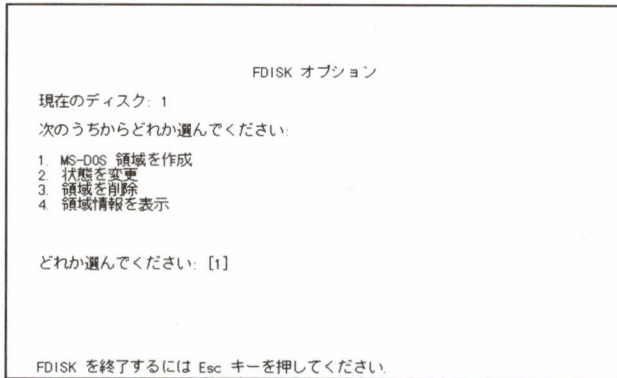 FDISK オプション
現在のディスク: 1
次のうちからどれか選んでください:
1. MS-DOS 領域を作成
2. 状態を変更
3. 領域を削除
4. 領域情報を表示
どれか選んでください: [1]
FDISK を終了するには Esc キーを押してください.